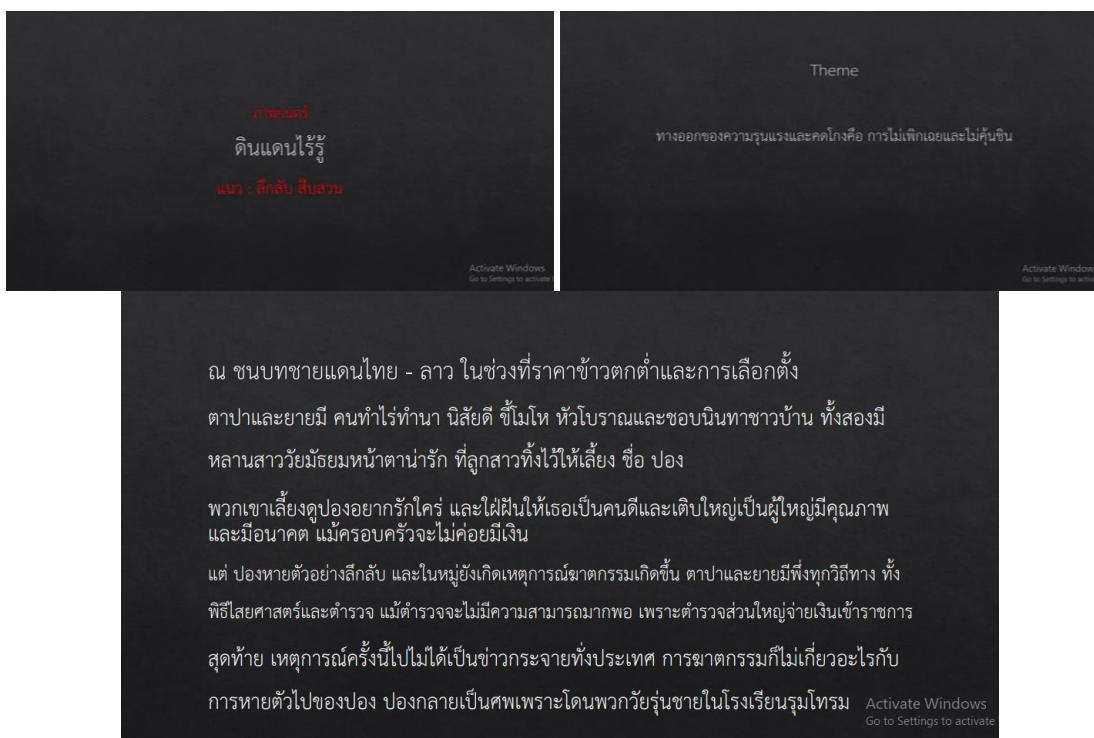 ภาพยนตร์
ดินแดนไร้รู้
แนว : ลึกลับ สืบสวน
Activate Windows
Go to Settings to activate
Theme
ทางออกของความรุนแรงและคดโกงคือ การไม่เพิกเฉยและไม่คุ้นชิน
Activate Window
Go to Settings to activ
ณ ชนบทชายแดนไทย - ลาว ในช่วงที่ราคาข้าวตกต่ำและการเลือกตั้ง
ตาปาและยายมี คนทำไร่ทำนา นิสัยดี ขี้โมโห หัวโบราณและชอบนินทาชาวบ้าน ทั้งสองมี
หลานสาววัยมัธยมหน้าตาน่ารัก ที่ลูกสาวทิ้งไว้ให้เลี้ยง ชื่อ ปอง
พวกเขาเลี้ยงดูปองอยากรักใคร่ และใฝ่ฝันให้เธอเป็นคนดีและเติบใหญ่เป็นผู้ใหญ่มีคุณภาพ
และมีอนาคต แม้ครอบครัวจะไม่ค่อยมีเงิน
แต่ ปองหายตัวอย่างลึกลับ และในหมู่ยังเกิดเหตุการณ์ฆาตกรรมเกิดขึ้น ตาปาและยายมีพึ่งทุกวิถีทาง ทั้ง
พิธีไสยศาสตร์และตำรวจ แม้ตำรวจจะไม่มีความสามารถมากพอ เพราะตำรวจส่วนใหญ่จ่ายเงินเข้าราชการ
สุดท้าย เหตุการณ์ครั้งนี้ไปไม่ได้เป็นข่าวกระจายทั่งประเทศ การฆาตกรรมก็ไม่เกี่ยวอะไรกับ
การหายตัวไปของปอง ปองกลายเป็นศพเพราะโดนพวกวัยรุ่นชายในโรงเรียนรุมโทรม
Activate Windows
Go to Settings to activate